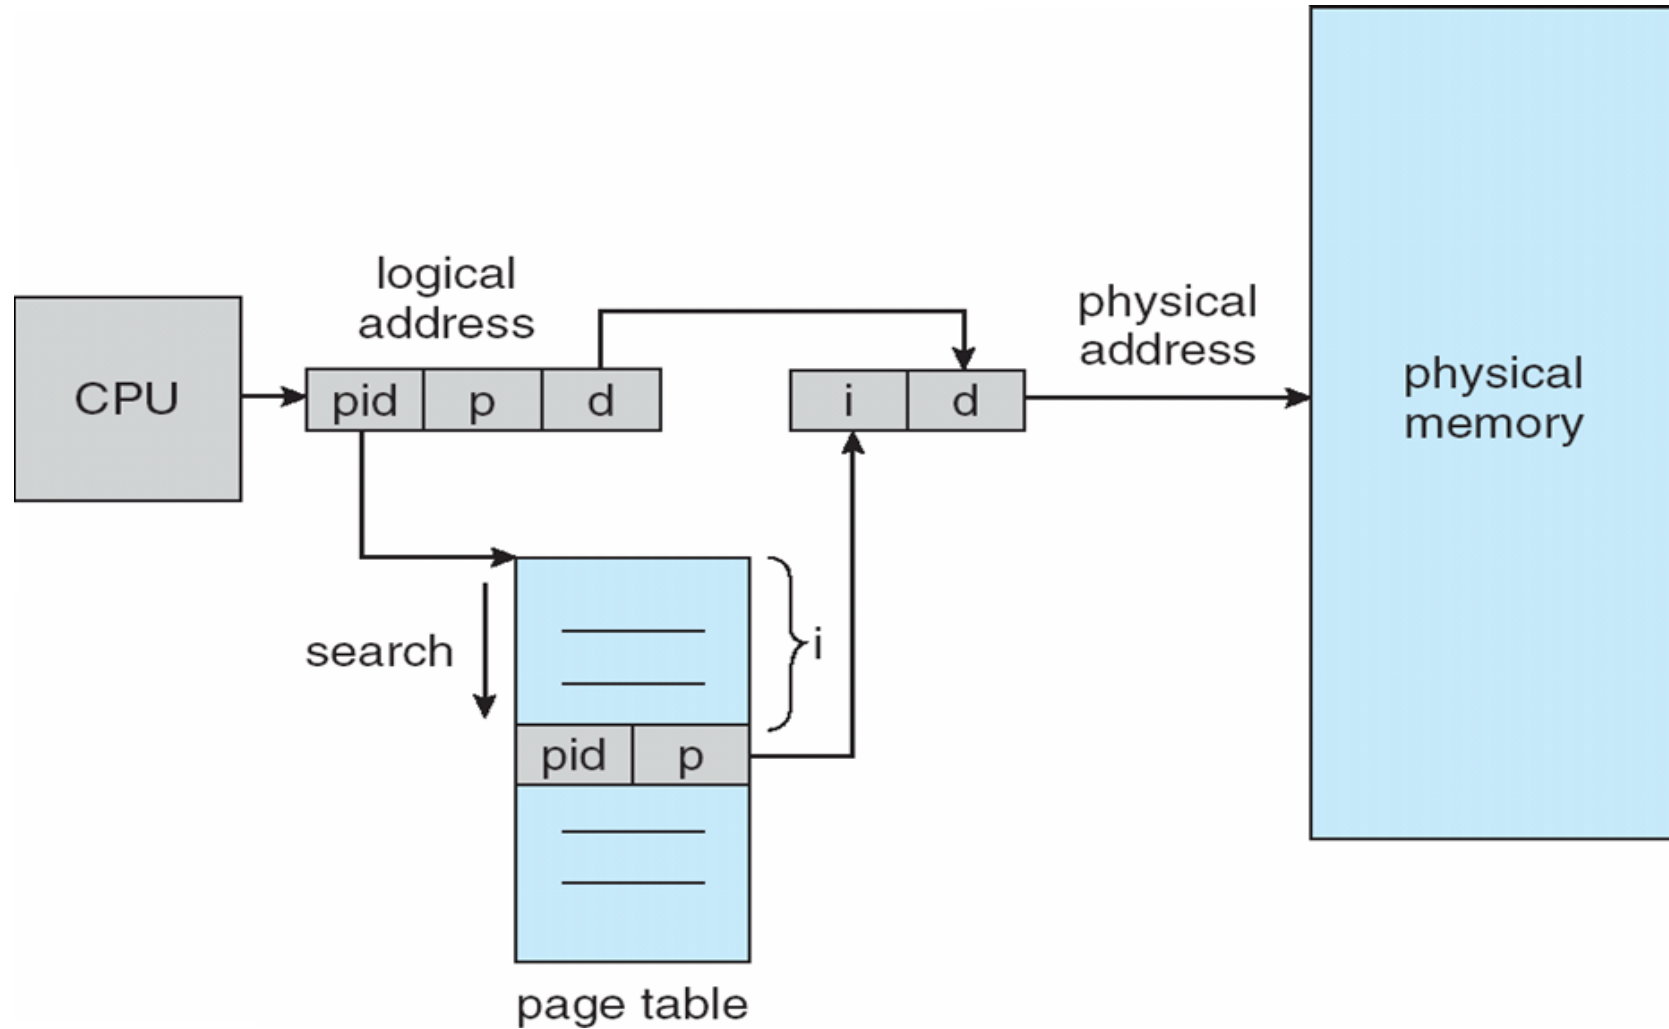 logical
address
physical
address
CPU
pid p d
i d
physical
memory
search
i
pid p
page table